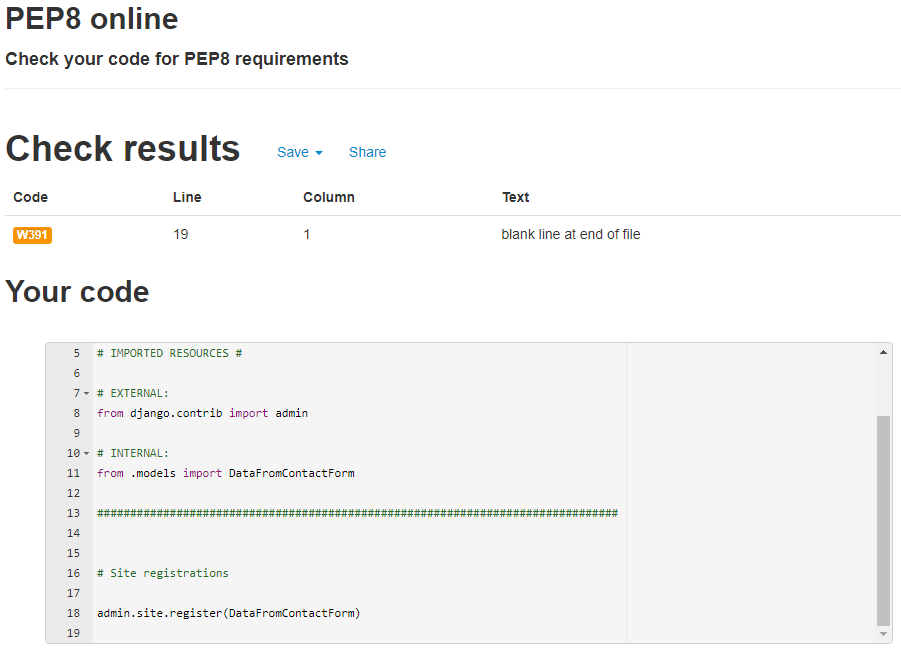 PEP8 online
Check your code for PEP8 requirements
Check results Save Share
Code Line Column Text
W391 19 1 blank line at end of file
Your code
5 # IMPORTED RESOURCES #
6
7 # EXTERNAL:
8 from django.contrib import admin
9
10 # INTERNAL:
11 from .models import DataFromContactForm
12
13 ###############################################################################
14
15
16 # Site registrations
17
18 admin.site.register(DataFromContactForm)
19